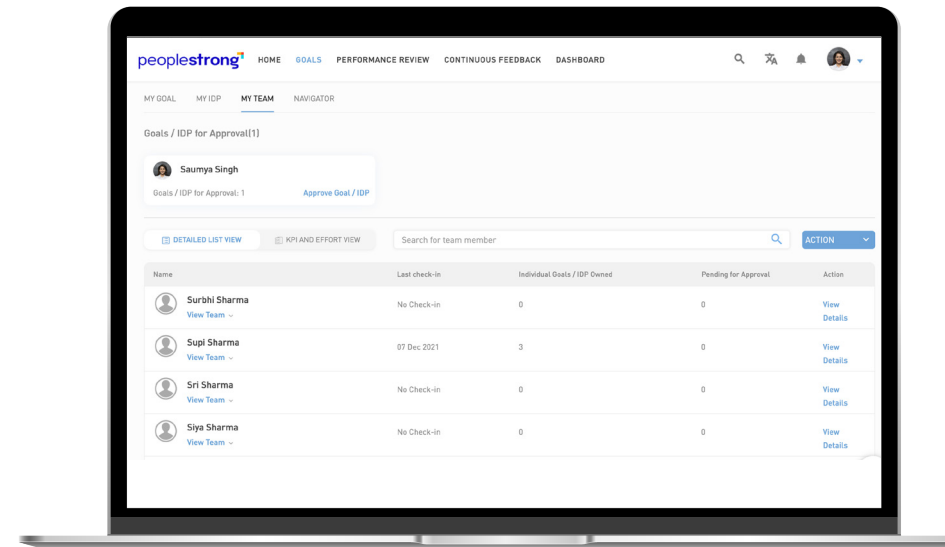 peoplestrong HOME GOALS PERFORMANCE REVIEW CONTINUOUS FEEDBACK DASHBOARD
MY GOAL MY IDP MY TEAM NAVIGATOR
Goals / IDP for Approval(1)
Saumya Singh
Goals / IDP for Approval: 1 Approve Goal / IDP
DETAILED LIST VIEW KPI AND EFFORT VIEW Search for team member ACTION
Name Last check-in Individual Goals / IDP Owned Pending for Approval Action
Surbhi Sharma
View Team
No Check-in 0 0 View
Details
Supi Sharma
View Team
07 Dec 2021 3 0 View
Details
Sri Sharma
View Team
No Check-in 0 0 View
Details
Siya Sharma
View Team
No Check-in 0 0 View
Details